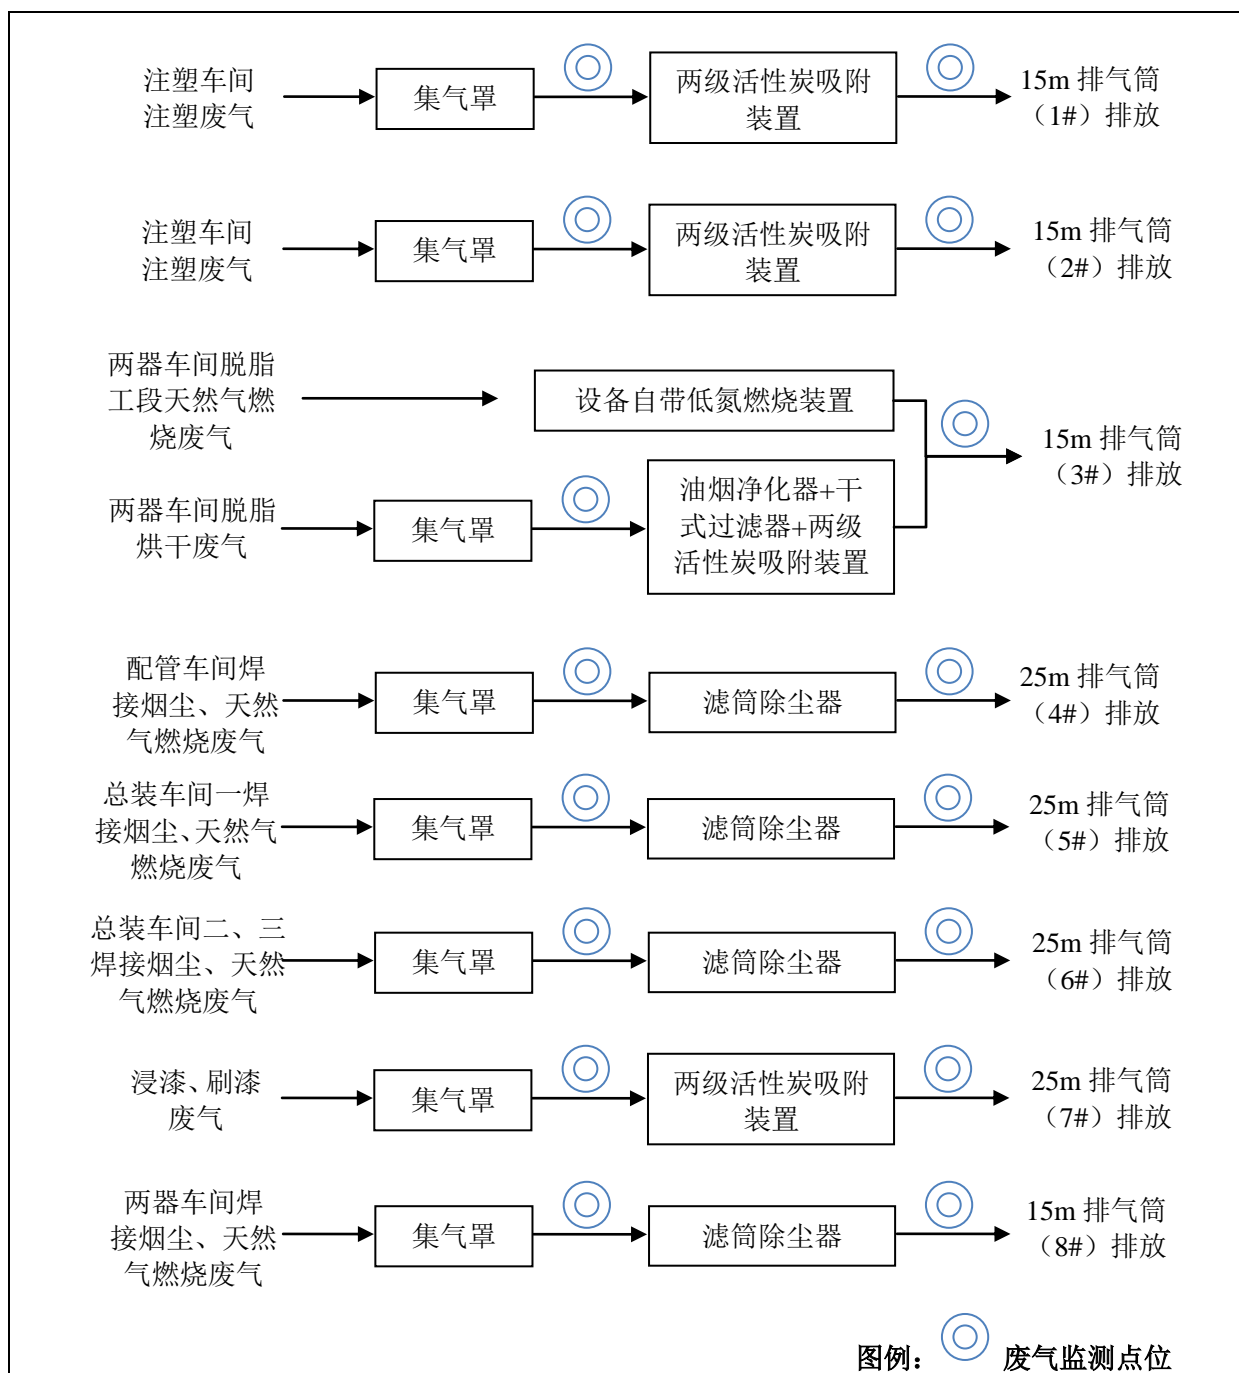 注塑车间
注塑废气
集气罩
两级活性炭吸附
装置
15m 排气筒
（1#）排放
注塑车间
注塑废气
集气罩
两级活性炭吸附
装置
15m 排气筒
（2#）排放
两器车间脱脂
工段天然气燃
烧废气
设备自带低氮燃烧装置
15m 排气筒
（3#）排放
两器车间脱脂
烘干废气
集气罩
油烟净化器+干
式过滤器+两级
活性炭吸附装置
配管车间焊
接烟尘、天然
气燃烧废气
集气罩
滤筒除尘器
25m 排气筒
（4#）排放
总装车间一焊
接烟尘、天然气
燃烧废气
集气罩
滤筒除尘器
25m 排气筒
（5#）排放
总装车间二、三
焊接烟尘、天然
气燃烧废气
集气罩
滤筒除尘器
25m 排气筒
（6#）排放
浸漆、刷漆
废气
集气罩
两级活性炭吸附
装置
25m 排气筒
（7#）排放
两器车间焊
接烟尘、天然
气燃烧废气
集气罩
滤筒除尘器
15m 排气筒
（8#）排放
图例： 废气监测点位